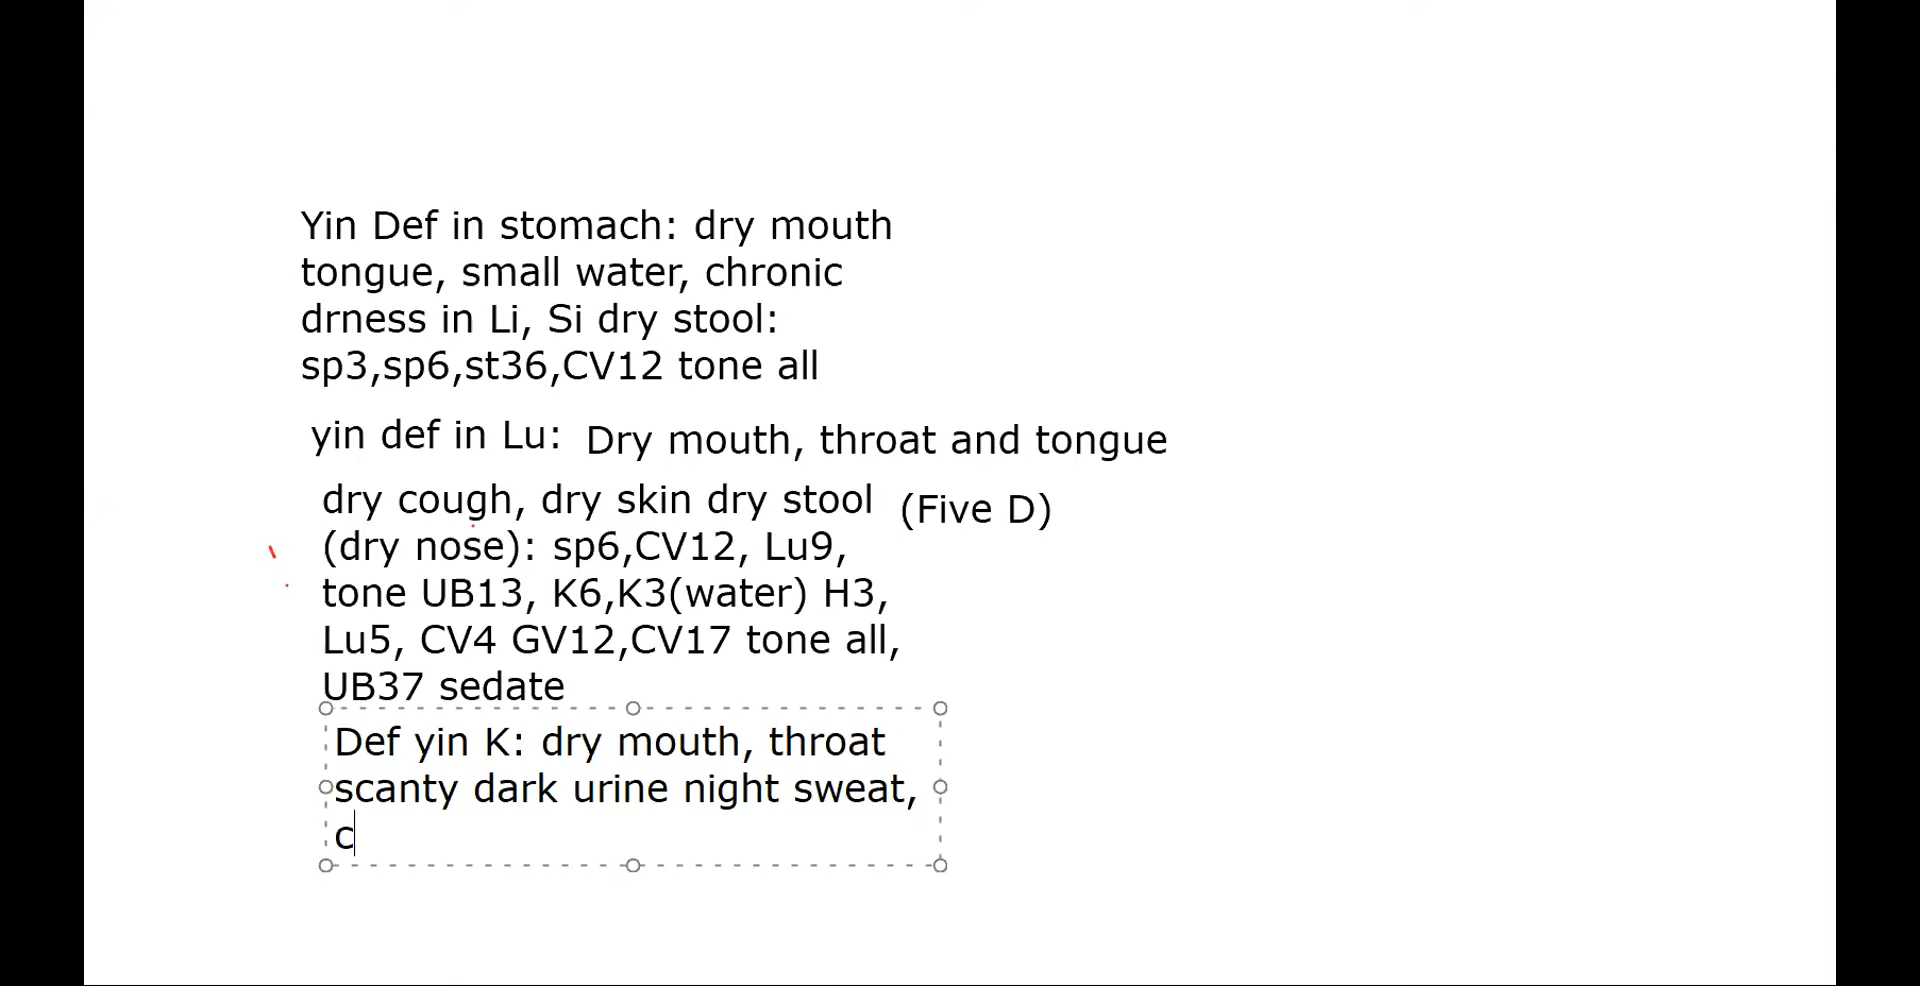 Yin Def in stomach: dry mouth
tongue, small water, chronic
drness in Li, Si dry stool:
sp3,sp6,st36,CV12 tone all
yin def in Lu: Dry mouth, throat and tongue
dry cough, dry skin dry stool (Five D)
(dry nose): sp6,CV12, Lu9,
tone UB13, K6,K3(water) H3,
Lu5, CV4 GV12,CV17 tone all,
UB37 sedate
Def yin K: dry mouth, throat
scanty dark urine night sweat,
c